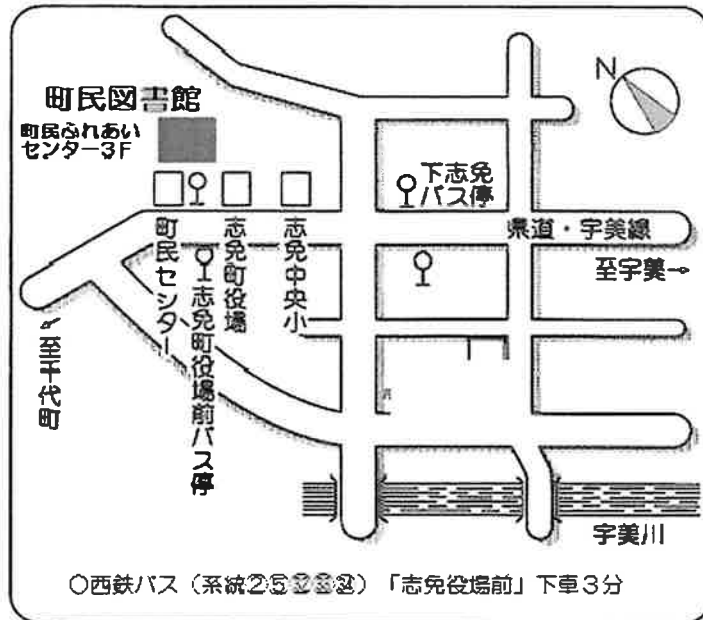 町民図書館
町民ふれあい
センター3F
N
下志免
バス停
県道・宇美線
至宇美→
町民センター
志免町役場前バス停
志免町役場
志免中央小
至千代町
宇美川
○西鉄バス(系統②⑤)「志免役場前」下車3分